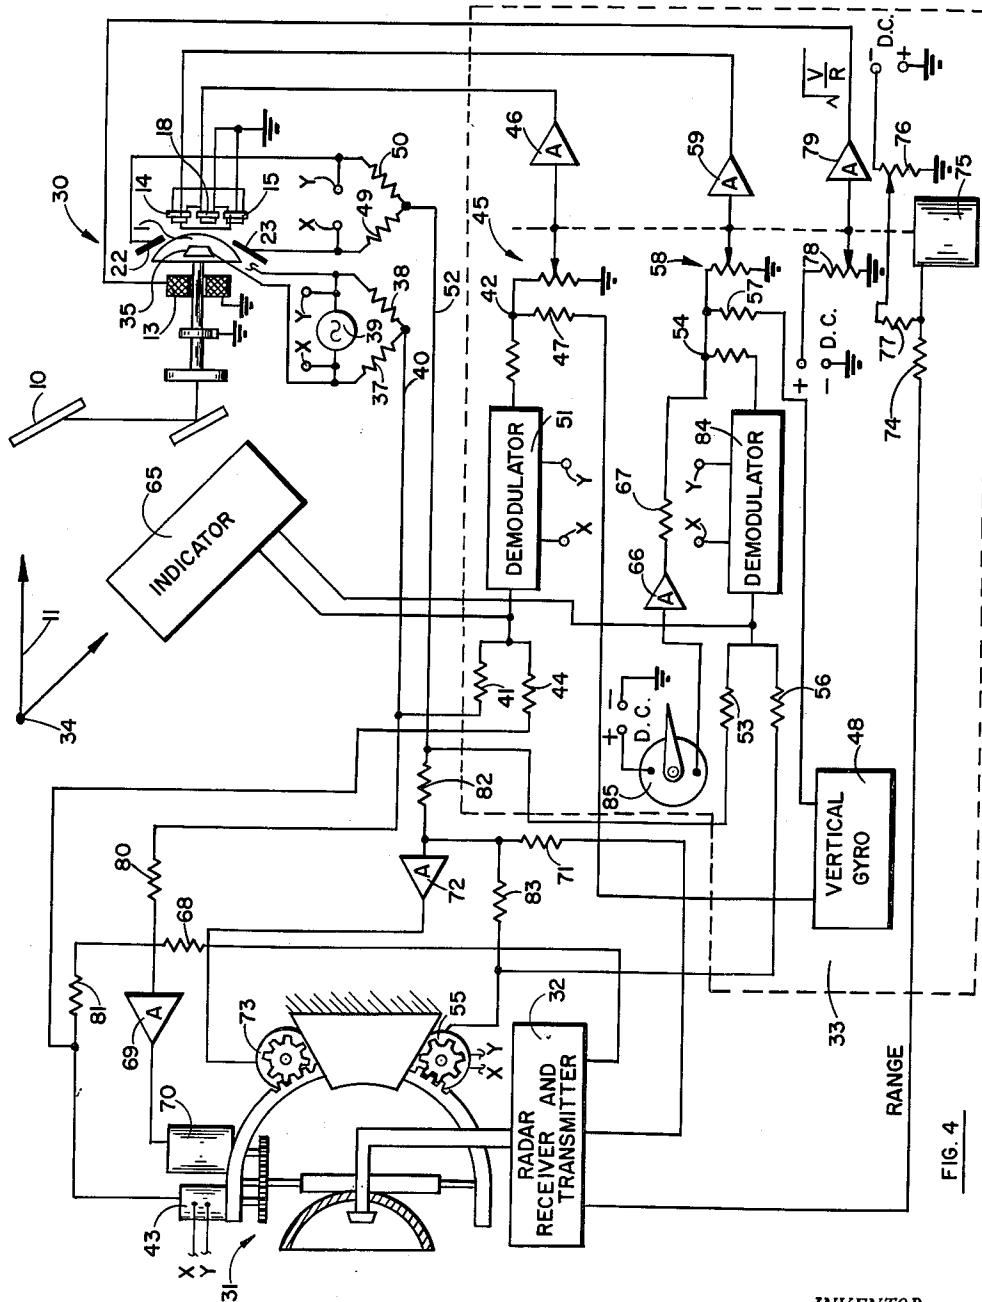 30
14
18
15
22
35
13
23
X
Y
50
49
Y
X
39
38
37
40
52
10
65
INDICATOR
34
11
46
A
45
42
47
51
DEMODULATOR
X
Y
59
A
58
57
54
84
DEMODULATOR
X
Y
67
66
A
√V/R
79
A
78
+
-
D.C.
- D.C.
+
76
75
77
74
41
44
53
56
85
+
-
D.C.
48
VERTICAL
GYRO
33
82
72
A
83
71
80
68
81
69
A
70
43
X
Y
31
73
55
X
Y
32
RADAR
RECEIVER AND
TRANSMITTER
RANGE
FIG. 4